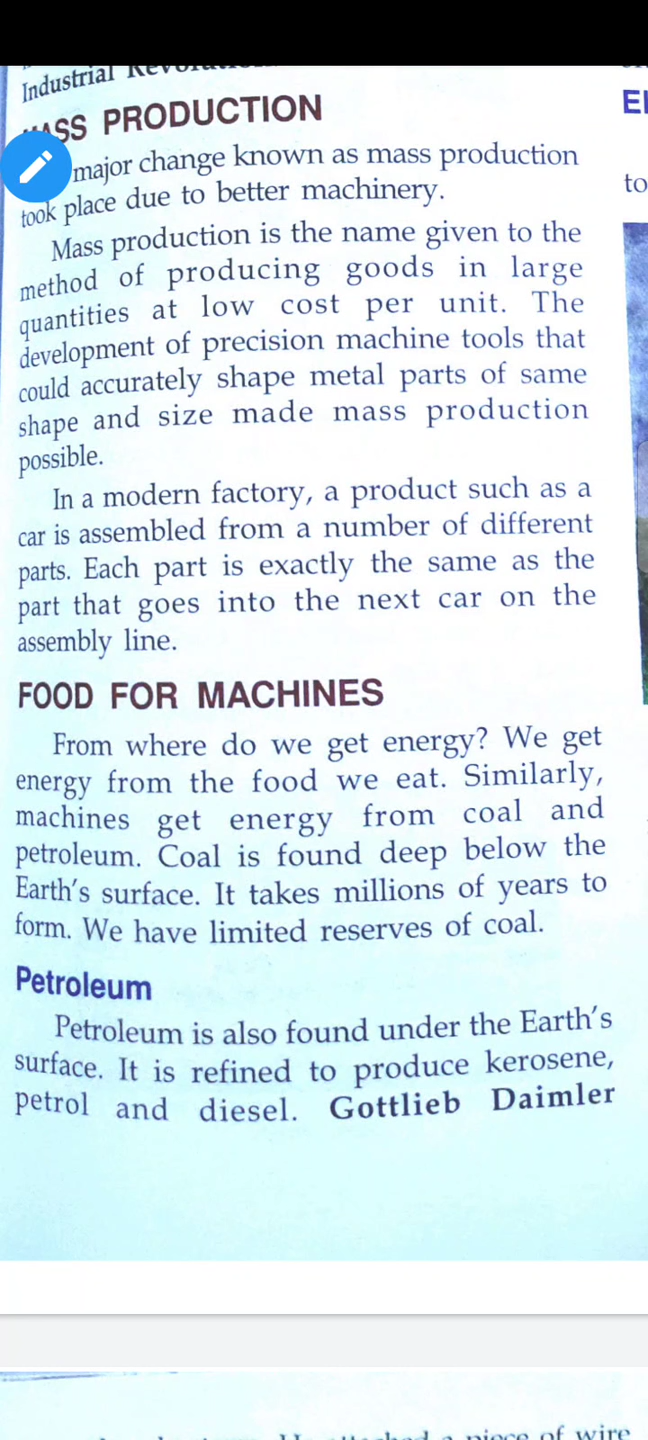 Industrial
MASS PRODUCTION
major change known as mass production
took place due to better machinery.
Mass production is the name given to the
method of producing goods in large
quantities at low cost per unit. The
development of precision machine tools that
could accurately shape metal parts of same
shape and size made mass production
possible.
In a modern factory, a product such as a
car is assembled from a number of different
parts. Each part is exactly the same as the
part that goes into the next car on the
assembly line.
FOOD FOR MACHINES
From where do we get energy? We get
energy from the food we eat. Similarly,
machines get energy from coal and
petroleum. Coal is found deep below the
Earth's surface. It takes millions of years to
form. We have limited reserves of coal.
Petroleum
Petroleum is also found under the Earth's
surface. It is refined to produce kerosene,
petrol and diesel. Gottlieb Daimler
to
a piece of wire